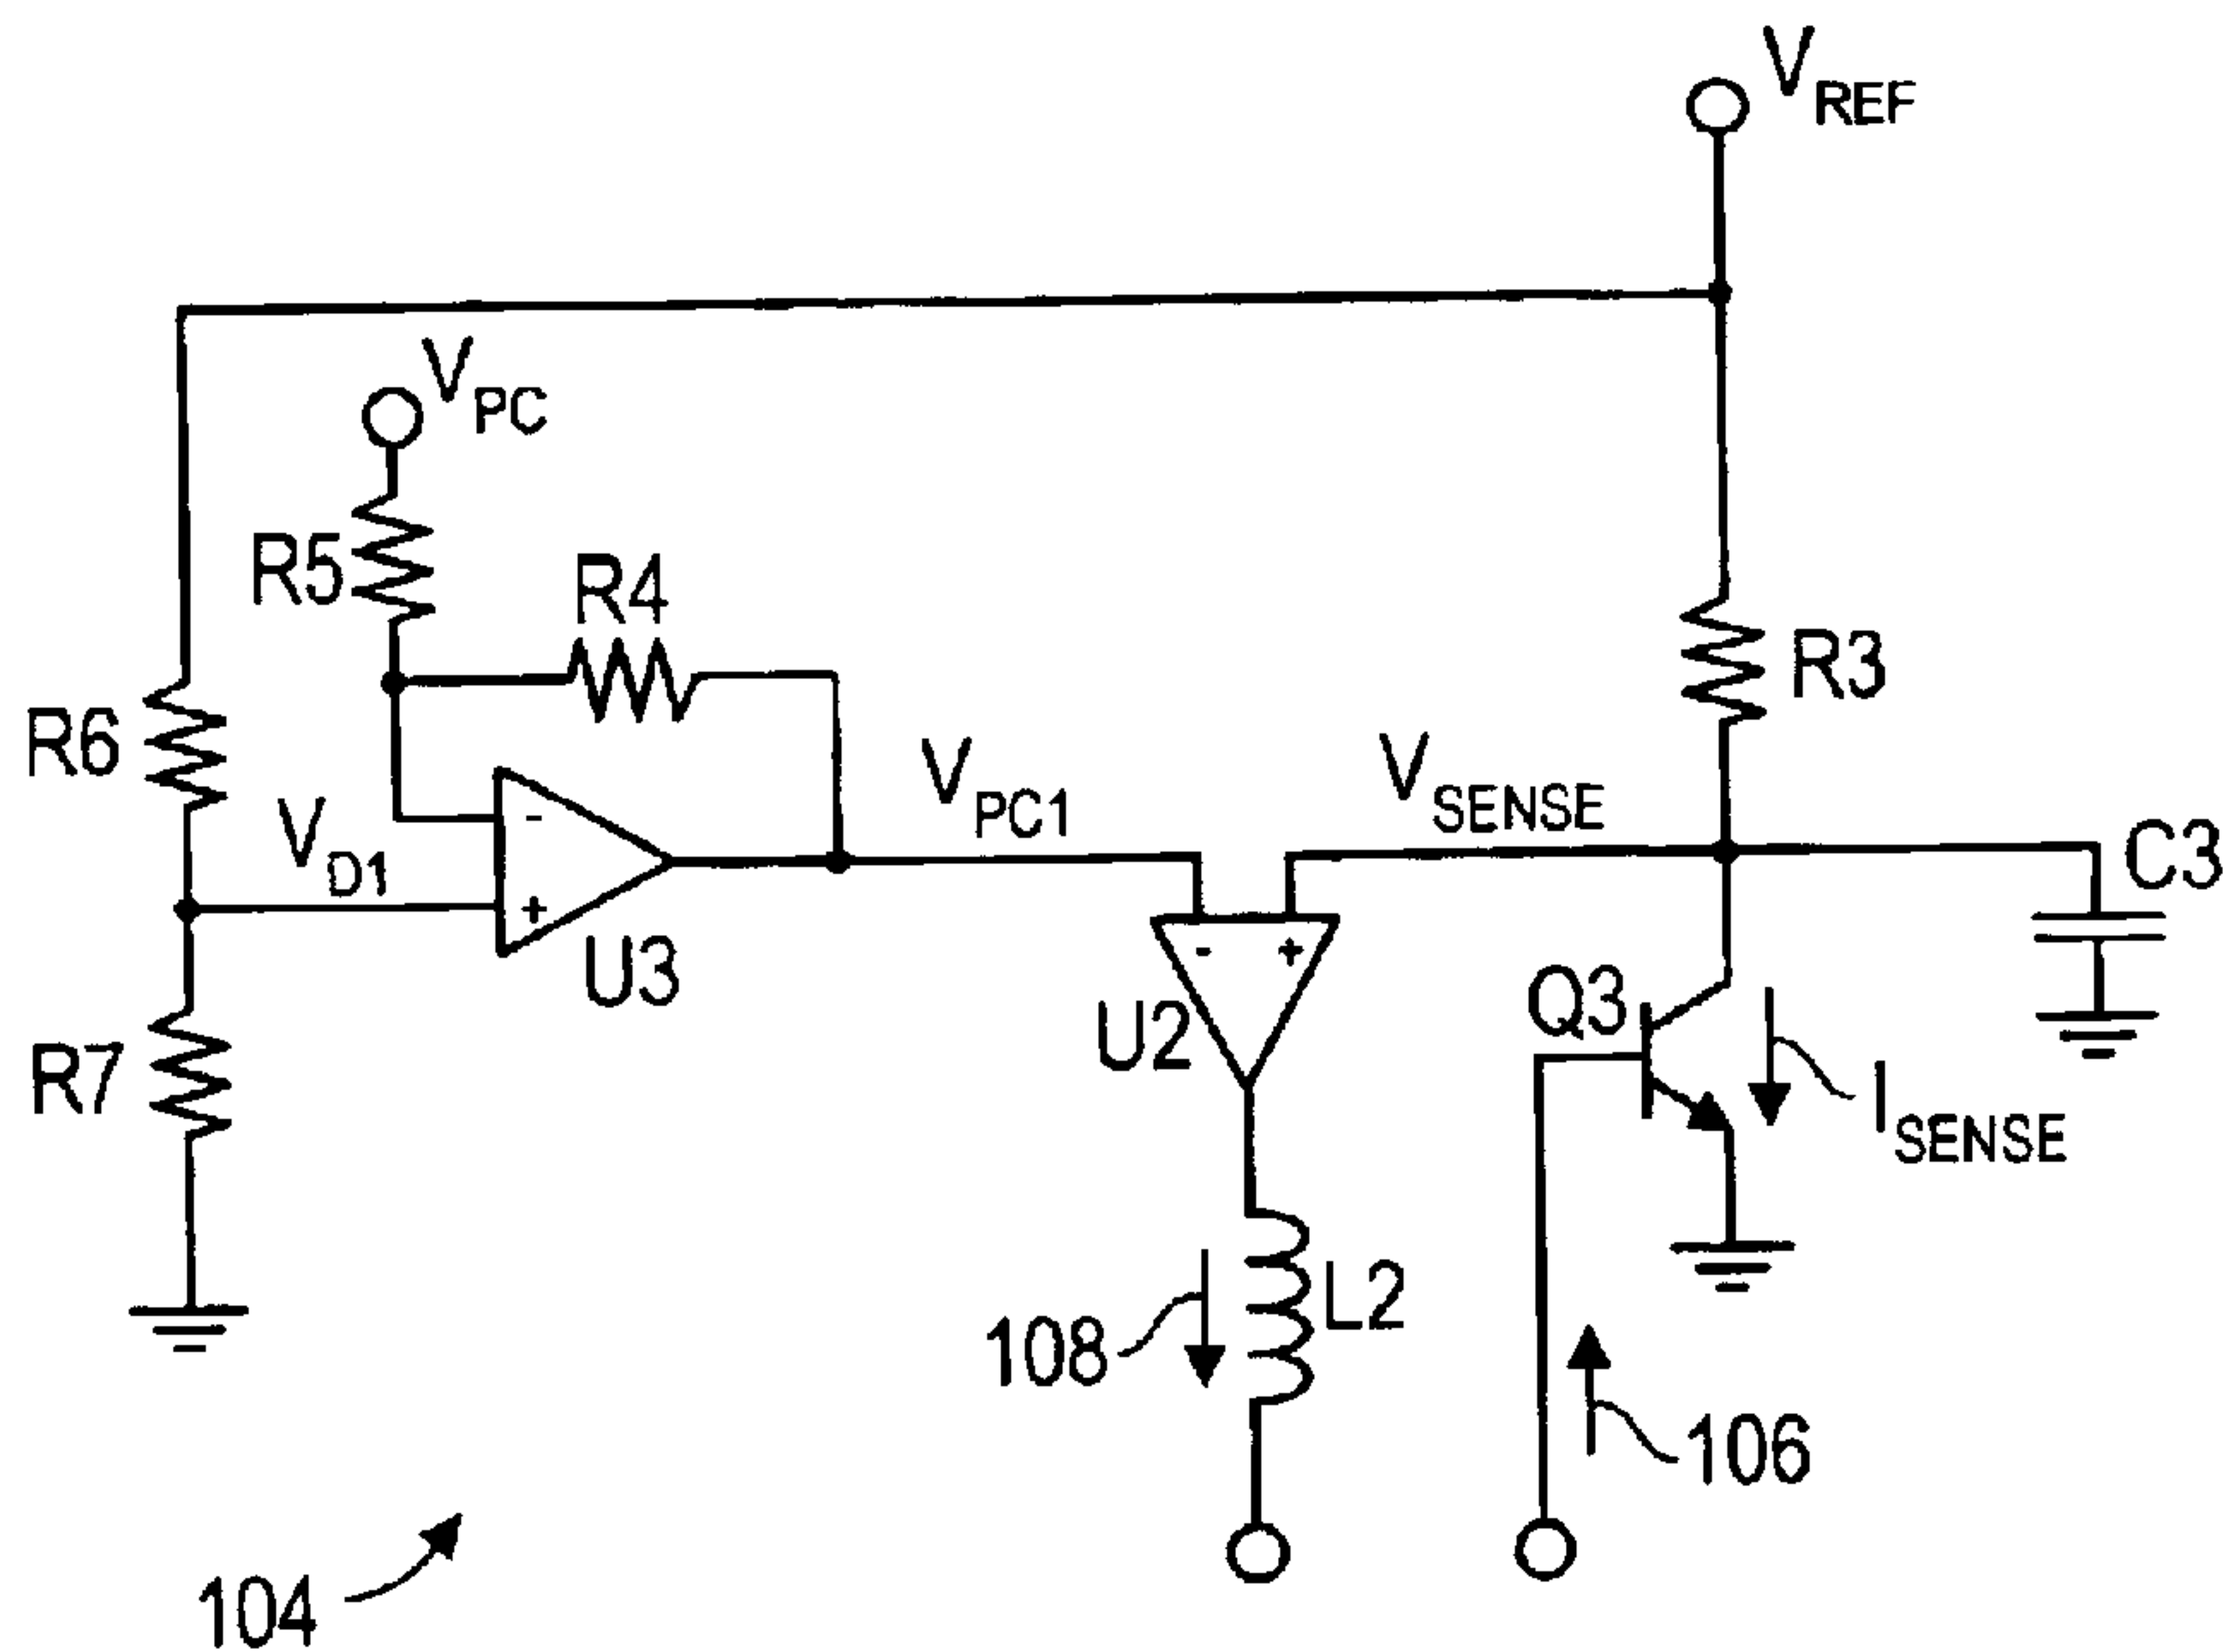 VREF
VPC
R5
R4
R3
R6
VPC1
VSENSE
VD1
-
+
C3
U3
-
+
Q3
U2
R7
ISENSE
L2
108
106
104